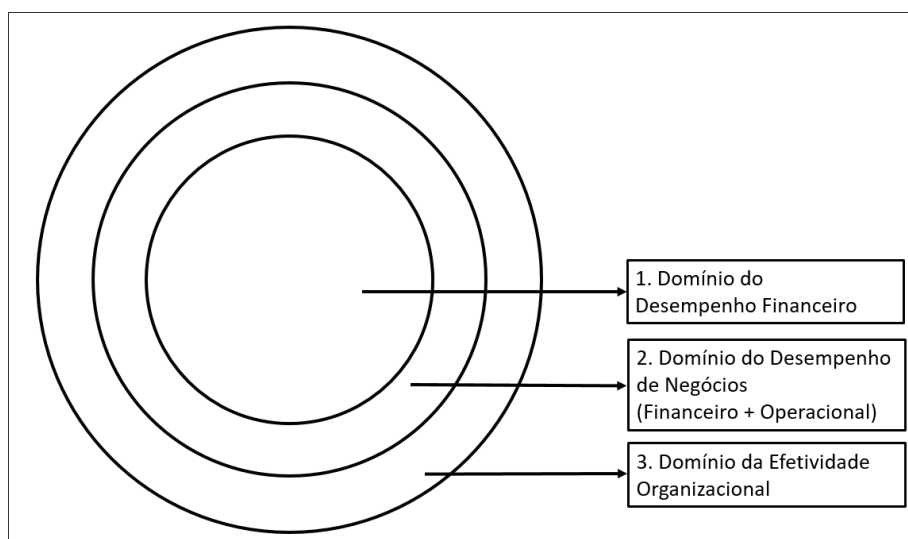 1. Domínio do
Desempenho Financeiro
2. Domínio do Desempenho
de Negócios
(Financeiro + Operacional)
3. Domínio da Efetividade
Organizacional